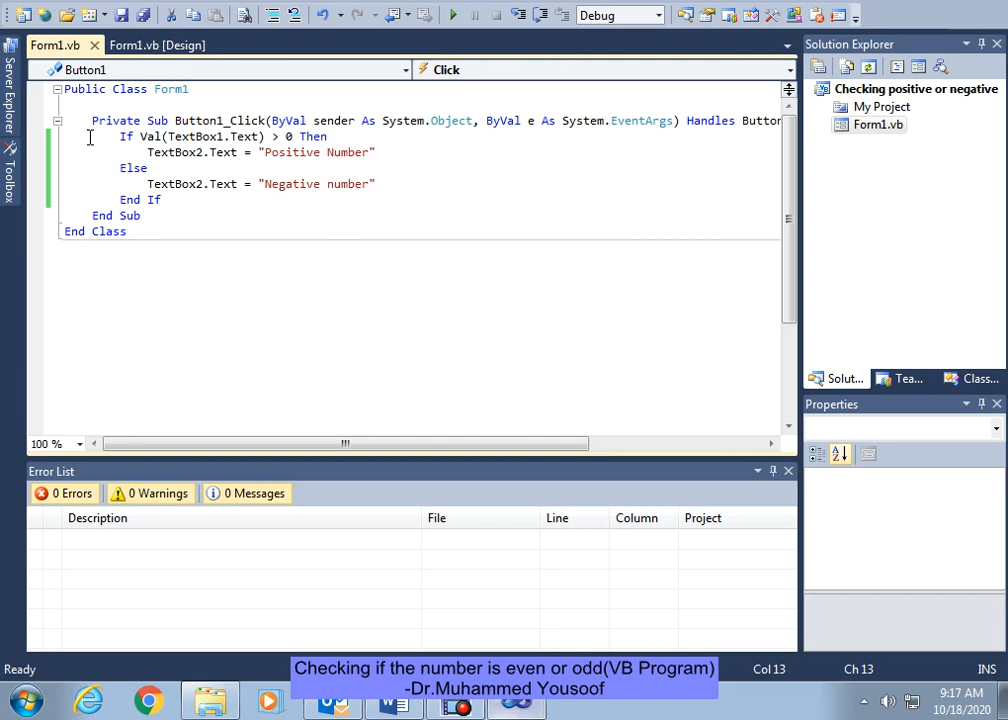 Debug
Form1.vb
Form1.vb [Design]
Solution Explorer
Server Explorer
Toolbox
Button1
Click
Public Class Form1
Private Sub Button1_Click(ByVal sender As System.Object, ByVal e As System.EventArgs) Handles Button
If Val(TextBox1.Text) > 0 Then
TextBox2.Text = "Positive Number"
Else
TextBox2.Text = "Negative number"
End If
End Sub
End Class
Checking positive or negative
My Project
Form1.vb
Solut...
Tea...
Class...
Properties
100 %
Error List
0 Errors
0 Warnings
0 Messages
Description
File
Line
Column
Project
Ready
Col 13
Ch 13
INS
Checking if the number is even or odd(VB Program)
-Dr.Muhammed Yousoof
9:17 AM
10/18/2020